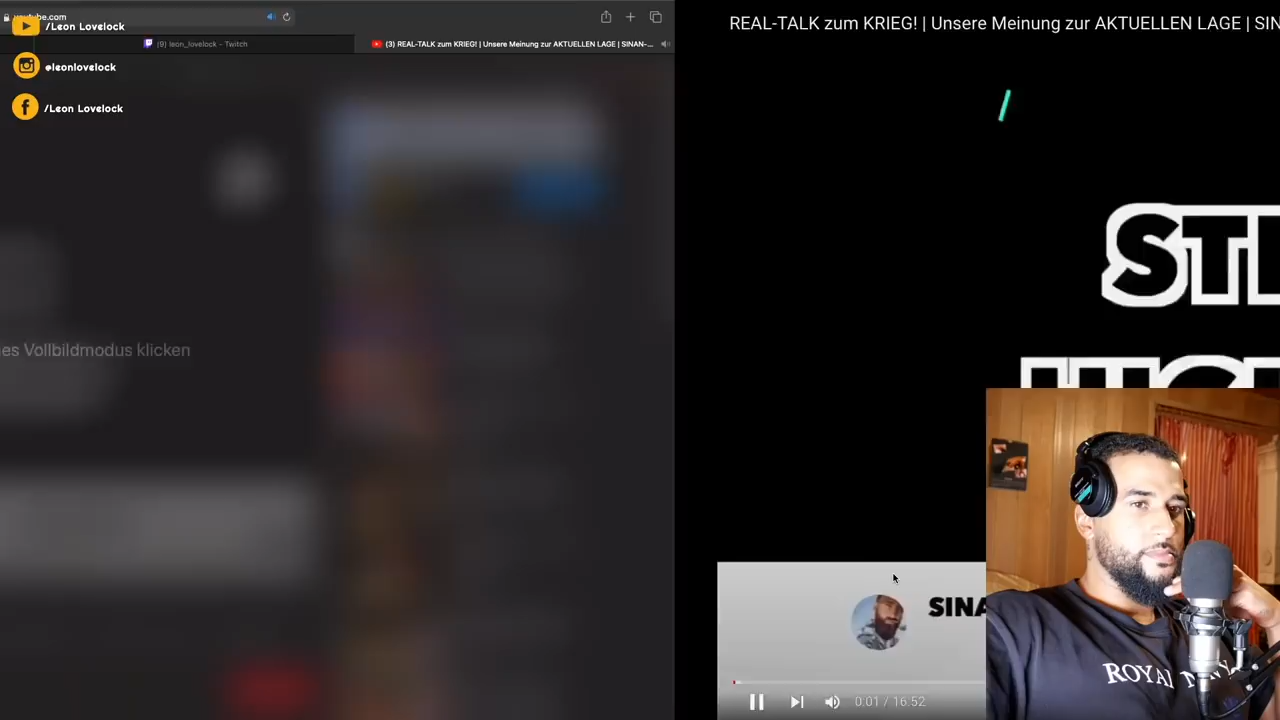 youtube.com
/Leon Lovelock
(9) leon_lovelock - Twitch
(3) REAL-TALK zum KRIEG! | Unsere Meinung zur AKTUELLEN LAGE | SINAN-...
@leonlovelock
/Leon Lovelock
es Vollbildmodus klicken
REAL-TALK zum KRIEG! | Unsere Meinung zur AKTUELLEN LAGE | SIN
ST
SINA
0:01 / 16:52
ROYAL